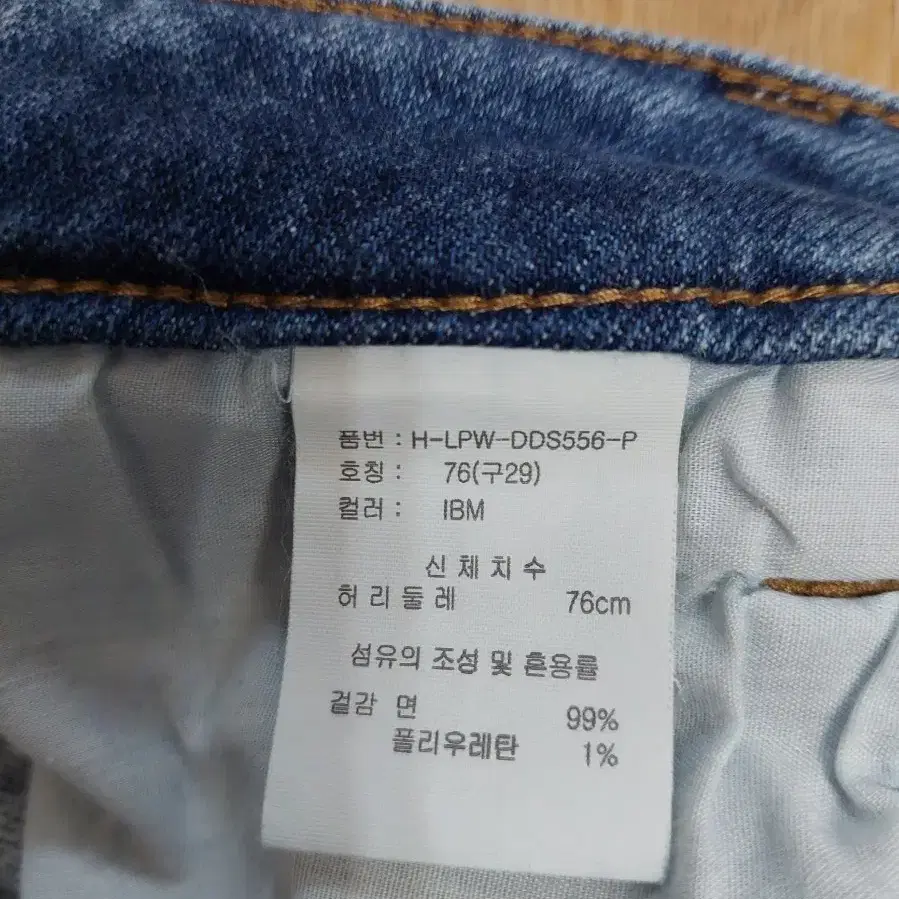 품번 : H-LPW-DDS556-P
호칭 : 76(구29)
컬러 : IBM
신체치수
허리둘레 76cm
섬유의 조성 및 혼용률
겉감 면 99%
폴리우레탄 1%